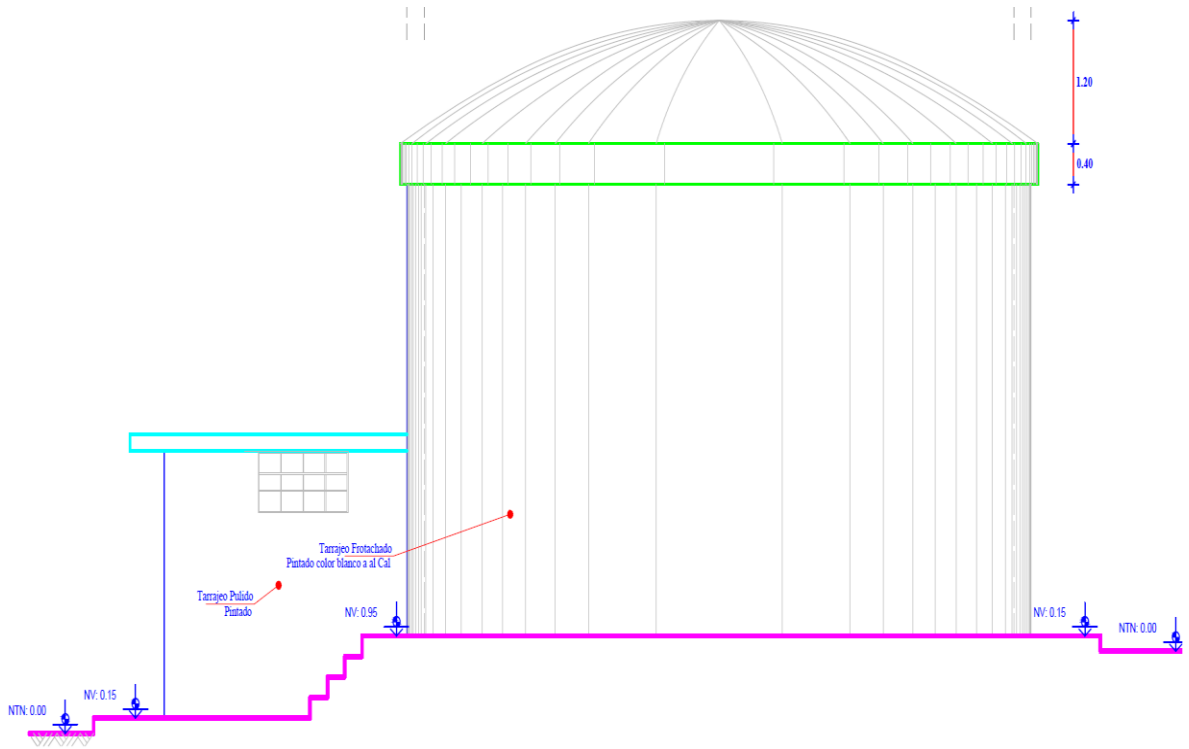 1.20
0.40
Tarrajeo Frotachado
Pintado color blanco a al Cal
Tarrajeo Pulido
Pintado
NV: 0.95
NV: 0.15
NTN: 0.00
NV: 0.15
NTN: 0.00